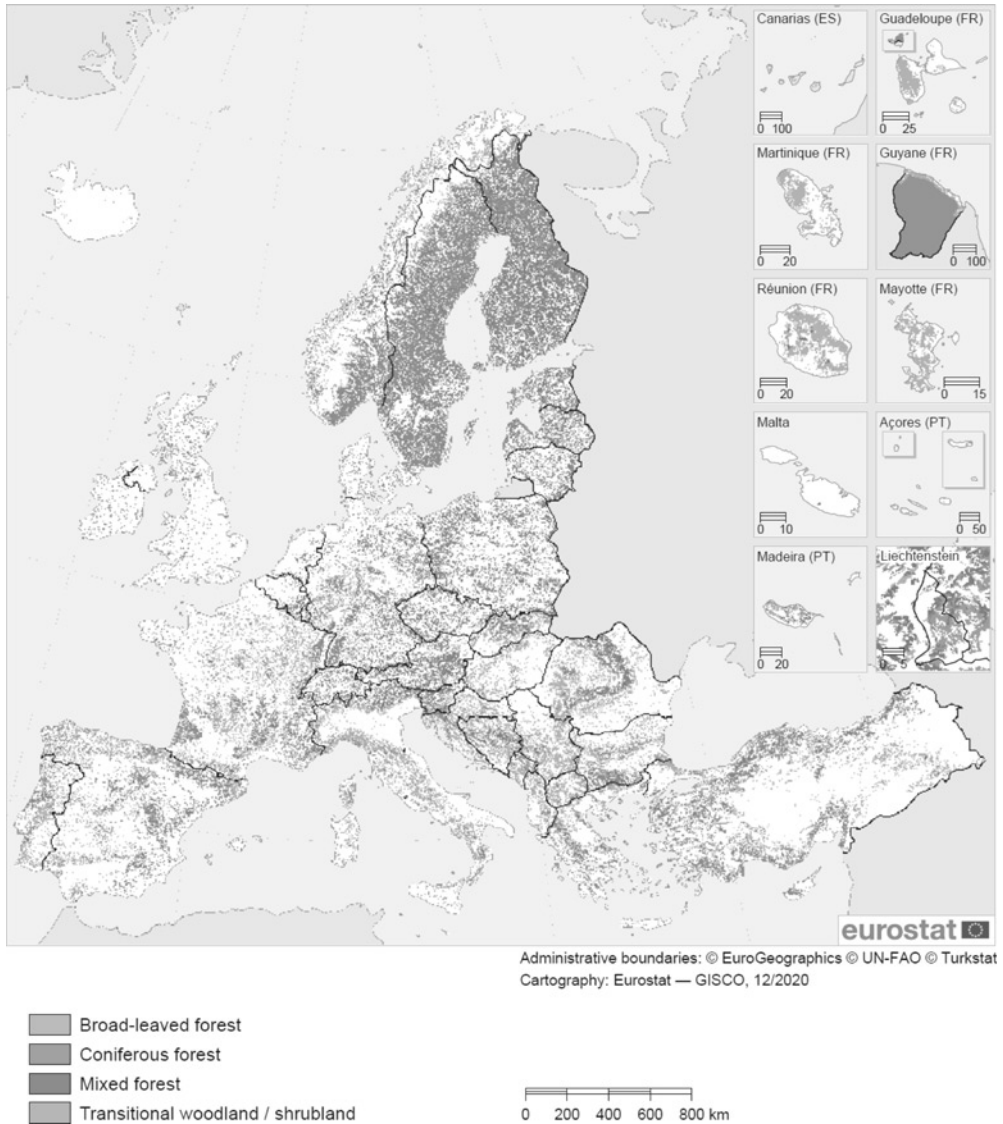 Canarias (ES)
0 100
Guadeloupe (FR)
0 25
Martinique (FR)
0 20
Guyane (FR)
0 100
Réunion (FR)
0 20
Mayotte (FR)
0 15
Malta
0 10
Açores (PT)
0 50
Madeira (PT)
0 20
Liechtenstein
0 5
eurostat
Administrative boundaries: © EuroGeographics © UN-FAO © Turkstat
Cartography: Eurostat — GISCO, 12/2020
Broad-leaved forest
Coniferous forest
Mixed forest
Transitional woodland / shrubland
0 200 400 600 800 km